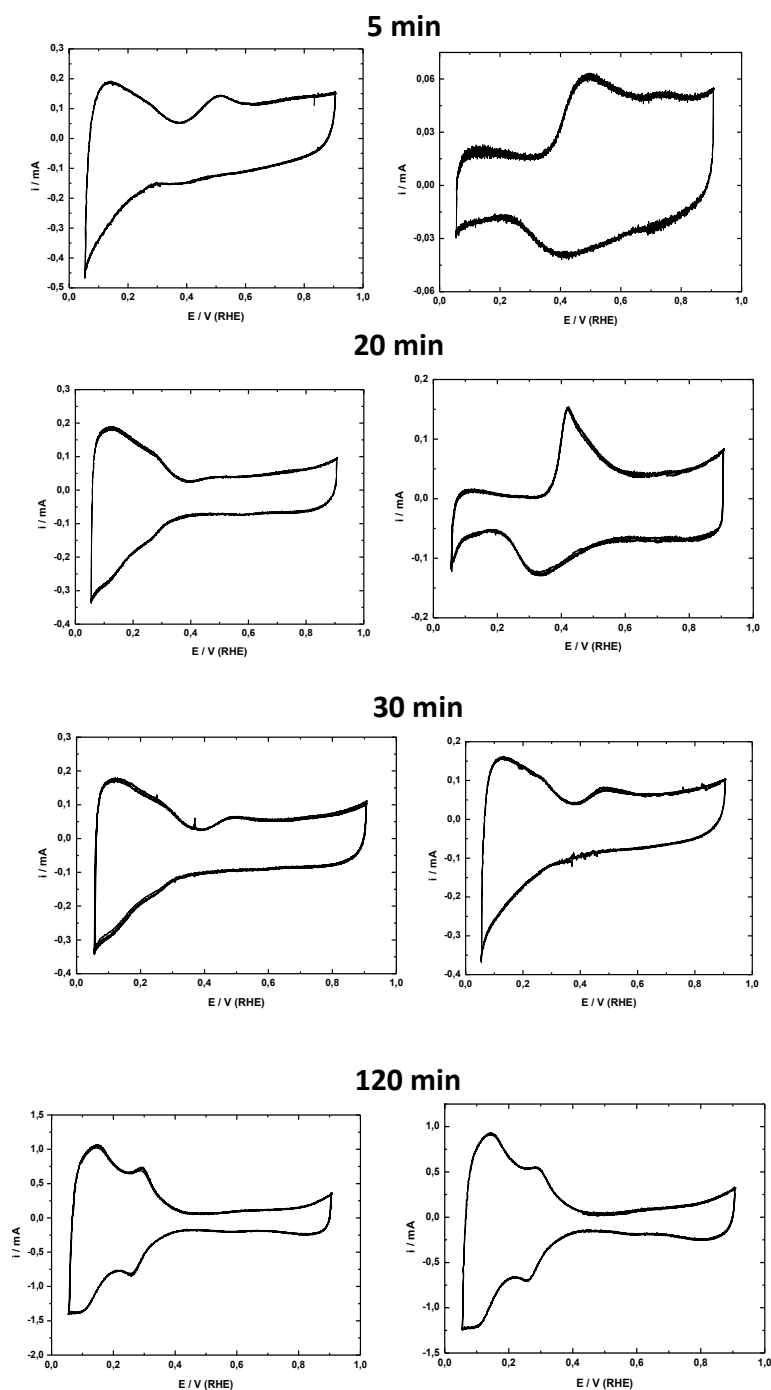 5 min
0,3
0,2
0,1
0,0
-0,1
-0,2
-0,3
-0,4
-0,5
i / mA
0,0 0,2 0,4 0,6 0,8 1,0
E / V (RHE)
0,06
0,03
0,00
-0,03
-0,06
i / mA
0,0 0,2 0,4 0,6 0,8 1,0
E / V (RHE)
20 min
0,3
0,2
0,1
0,0
-0,1
-0,2
-0,3
-0,4
i / mA
0,0 0,2 0,4 0,6 0,8 1,0
E / V (RHE)
0,2
0,1
0,0
-0,1
-0,2
i / mA
0,0 0,2 0,4 0,6 0,8 1,0
E / V (RHE)
30 min
0,3
0,2
0,1
0,0
-0,1
-0,2
-0,3
-0,4
i / mA
0,0 0,2 0,4 0,6 0,8 1,0
E / V (RHE)
0,2
0,1
0,0
-0,1
-0,2
-0,3
-0,4
i / mA
0,0 0,2 0,4 0,6 0,8 1,0
E / V (RHE)
120 min
1,5
1,0
0,5
0,0
-0,5
-1,0
-1,5
-2,0
i / mA
0,0 0,2 0,4 0,6 0,8 1,0
E / V (RHE)
1,0
0,5
0,0
-0,5
-1,0
-1,5
i / mA
0,0 0,2 0,4 0,6 0,8 1,0
E / V (RHE)